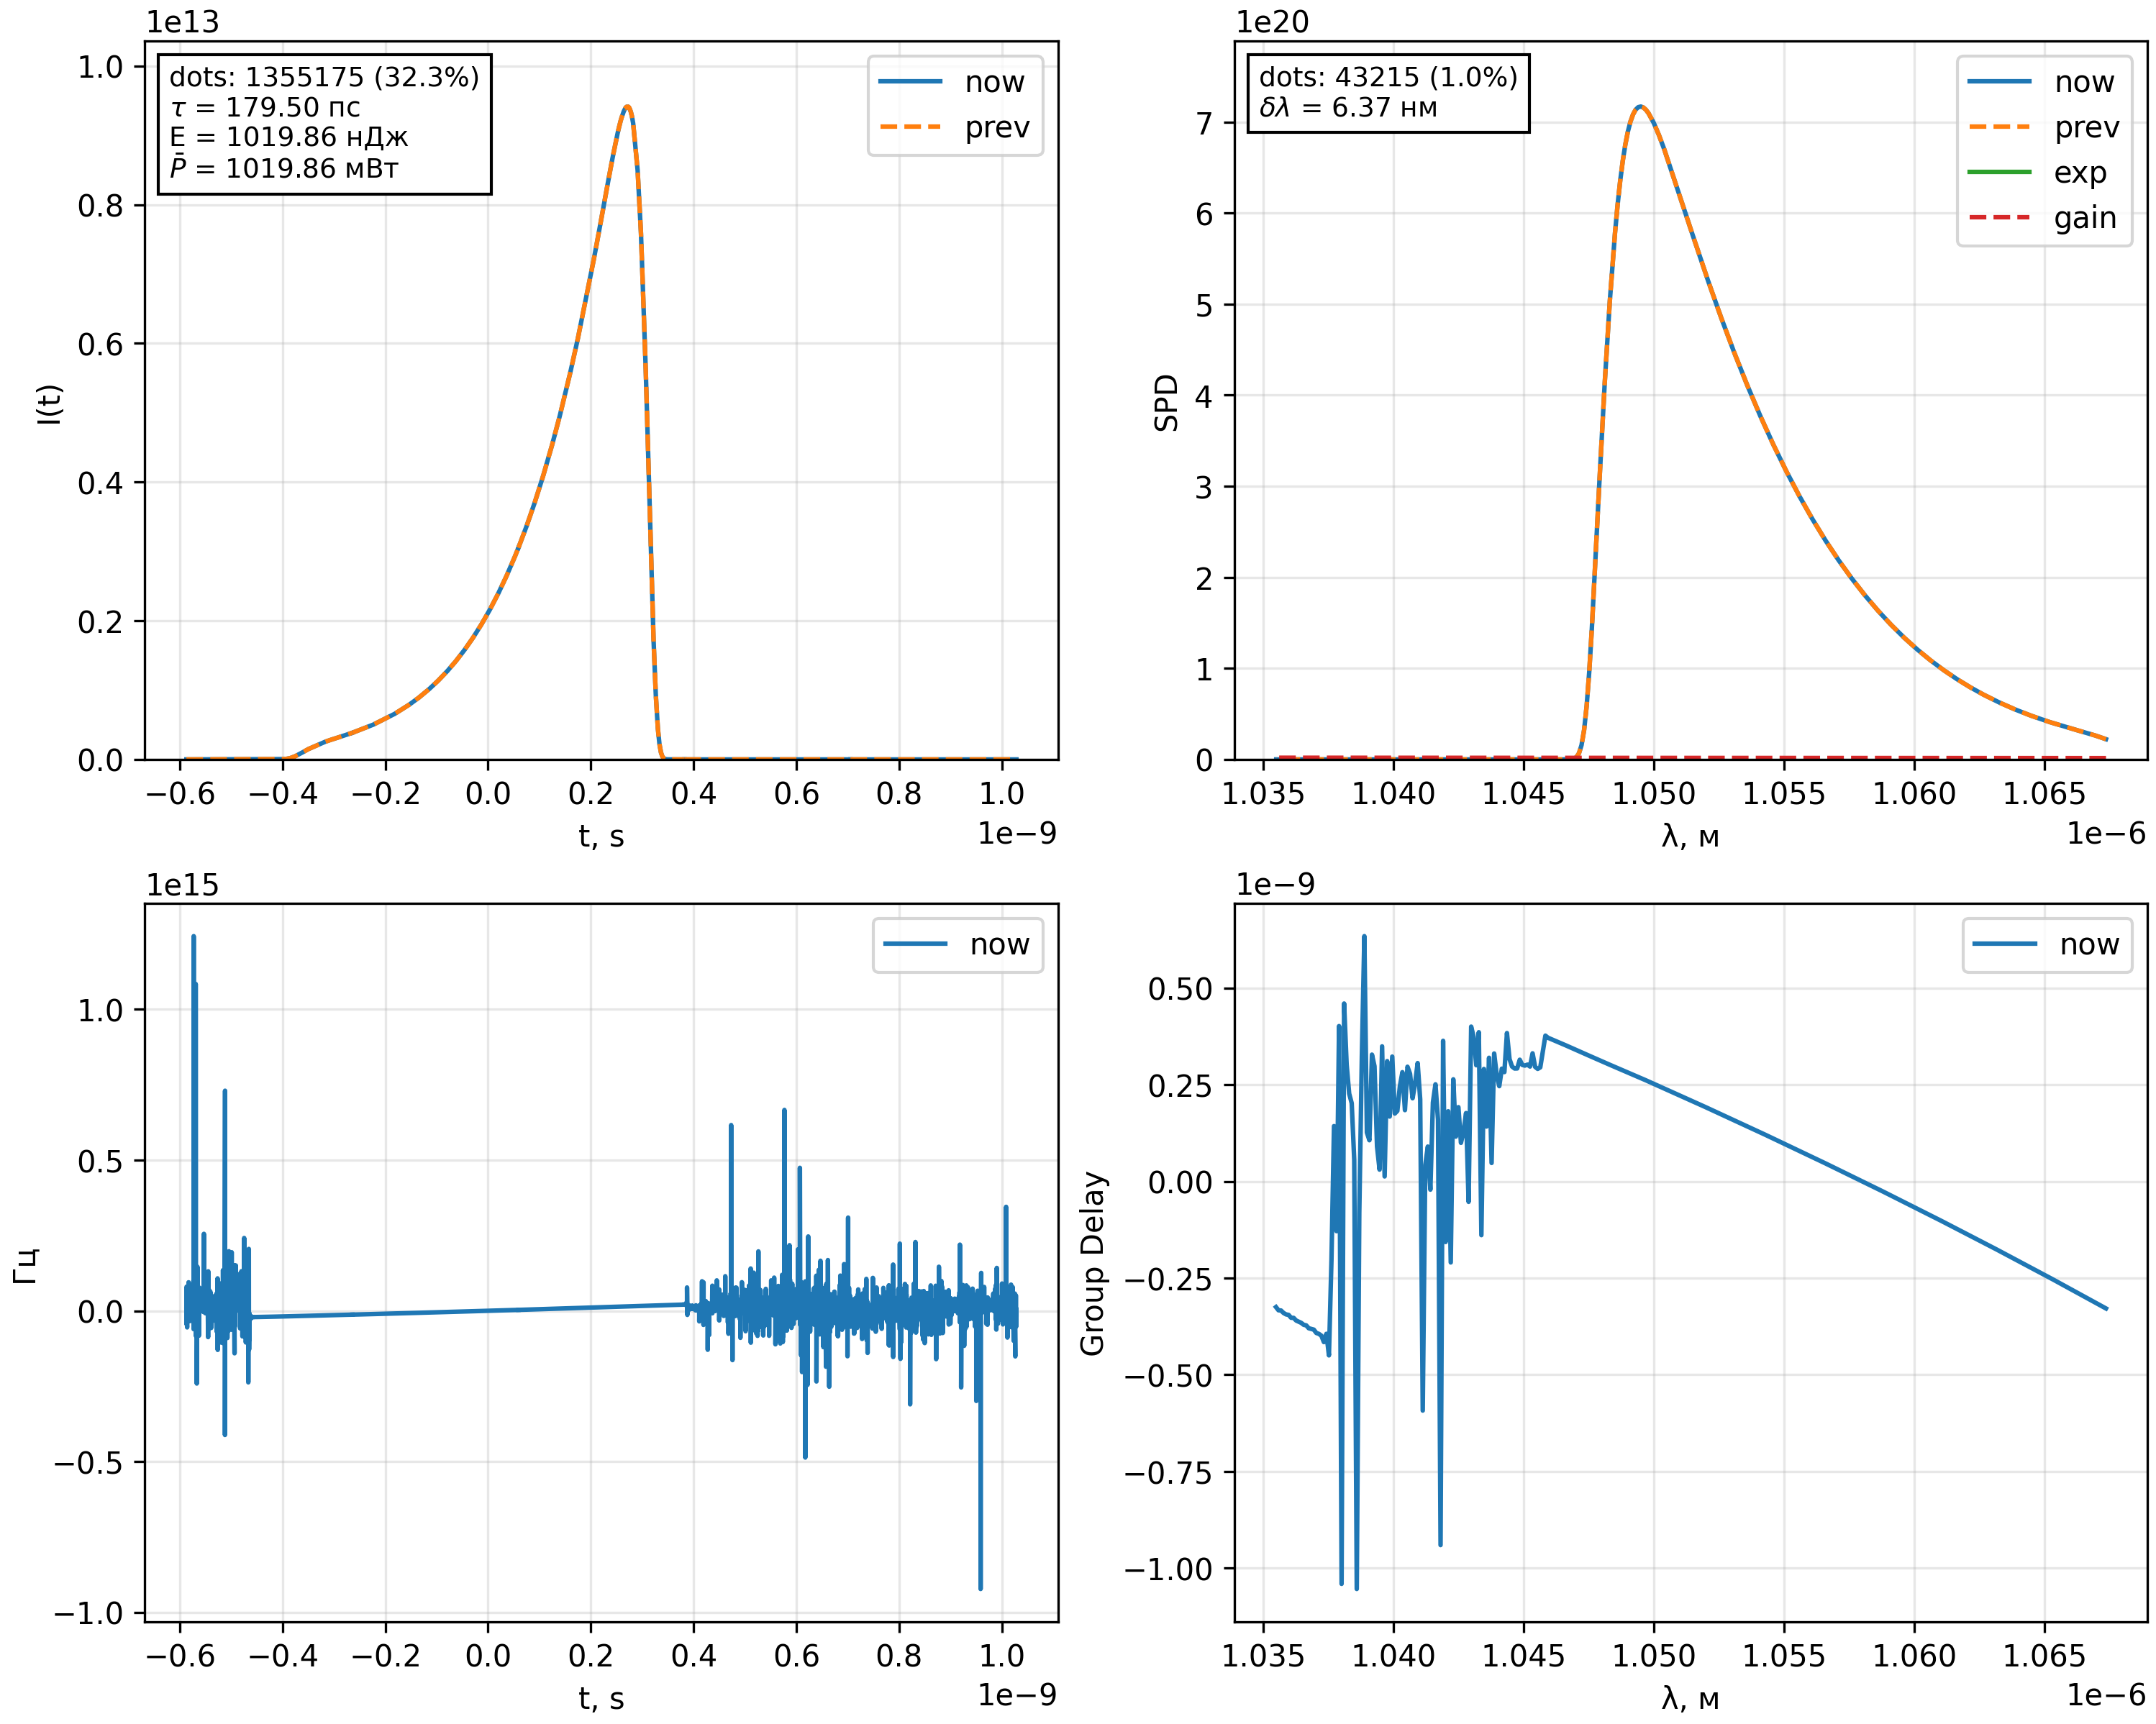 1e13
I(t)
1.0
0.8
0.6
0.4
0.2
0.0
dots: 1355175 (32.3%)
τ = 179.50 пс
E = 1019.86 нДж
P̄ = 1019.86 мВт
now
prev
−0.6 −0.4 −0.2 0.0 0.2 0.4 0.6 0.8 1.0
t, s
1e−9
1e20
SPD
7
6
5
4
3
2
1
0
dots: 43215 (1.0%)
δλ = 6.37 нм
now
prev
exp
gain
1.035 1.040 1.045 1.050 1.055 1.060 1.065
λ, м
1e−6
1e15
Гц
1.0
0.5
0.0
−0.5
−1.0
now
−0.6 −0.4 −0.2 0.0 0.2 0.4 0.6 0.8 1.0
t, s
1e−9
1e−9
Group Delay
0.50
0.25
0.00
−0.25
−0.50
−0.75
−1.00
now
1.035 1.040 1.045 1.050 1.055 1.060 1.065
λ, м
1e−6